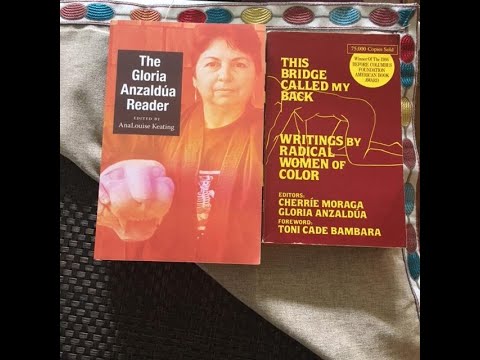 The
Gloria
Anzaldúa
Reader
EDITED BY
AnaLouise Keating
75,000 Copies Sold
Winner Of The 1986
BEFORE COLUMBUS
FOUNDATION
AMERICAN BOOK
AWARD
THIS
BRIDGE
CALLED MY
BACK
WRITINGS BY
RADICAL
WOMEN OF
COLOR
EDITORS:
CHERRÍE MORAGA
GLORIA ANZALDÚA
FOREWORD:
TONI CADE BAMBARA